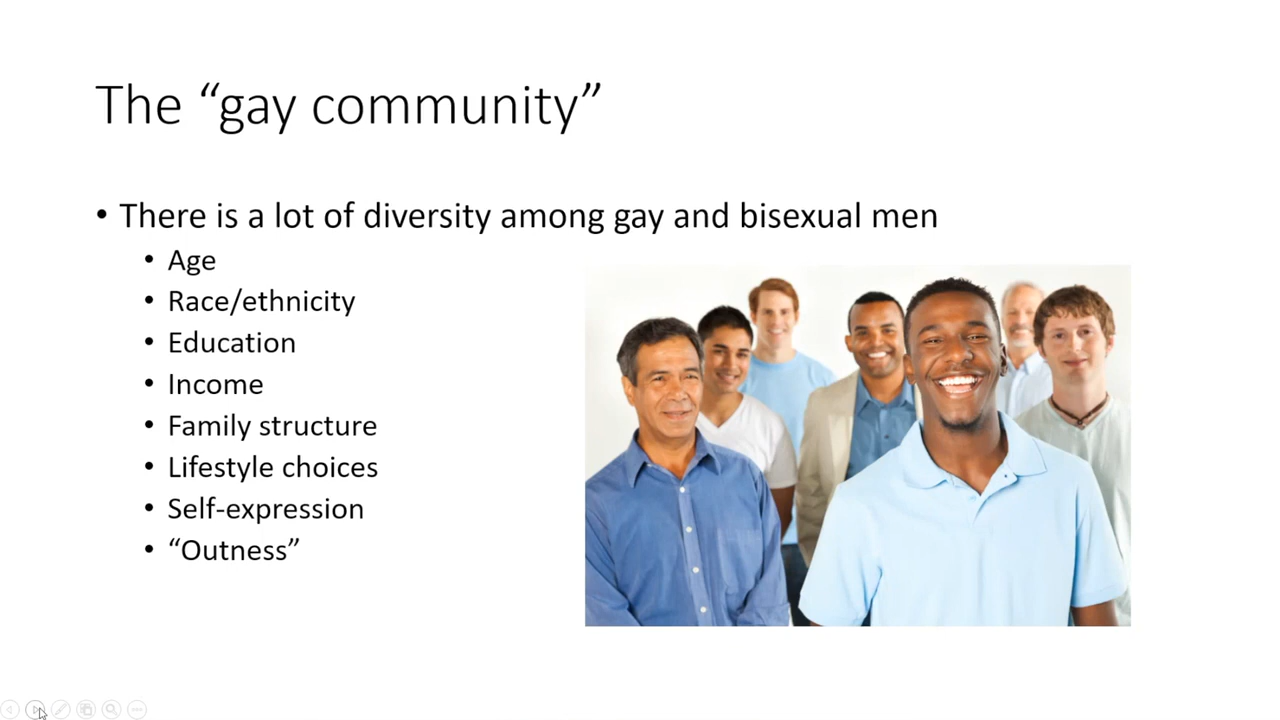 The “gay community”
• There is a lot of diversity among gay and bisexual men
• Age
• Race/ethnicity
• Education
• Income
• Family structure
• Lifestyle choices
• Self-expression
• “Outness”